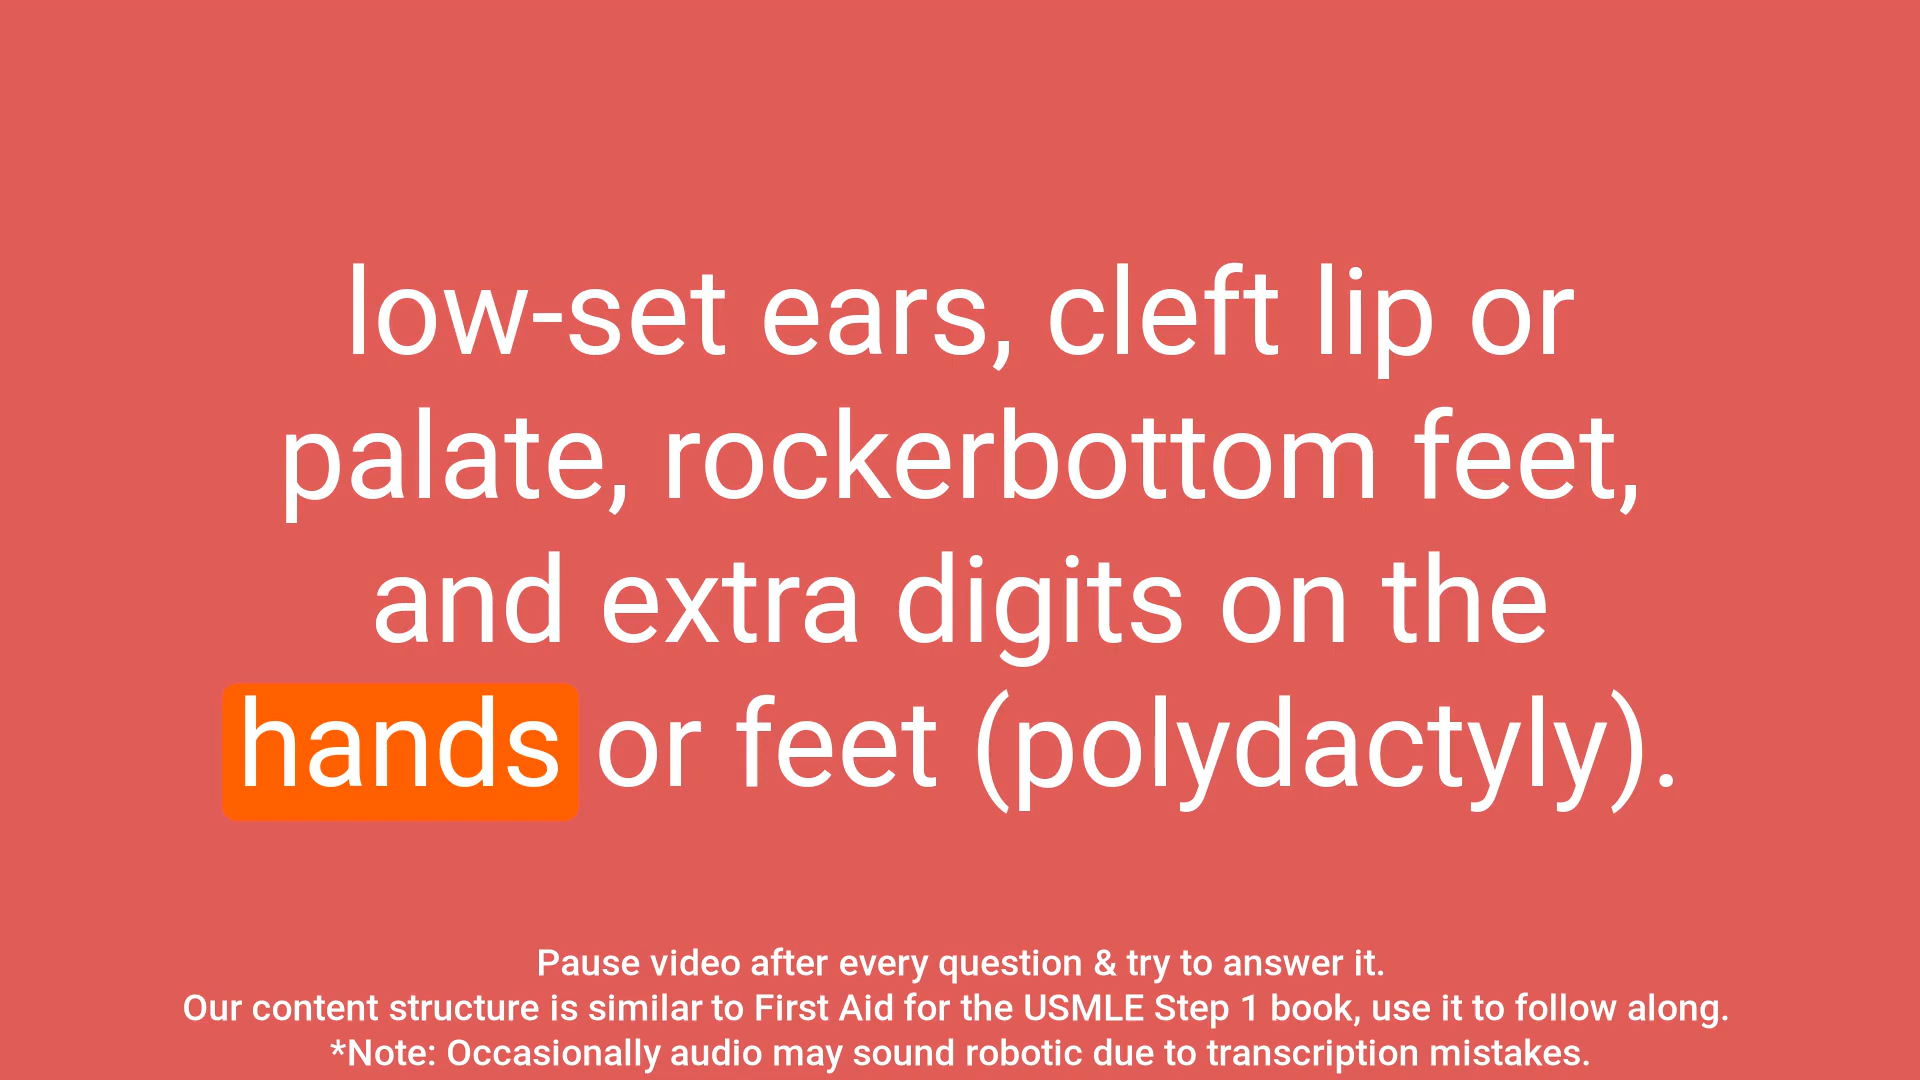 low-set ears, cleft lip or
palate, rockerbottom feet,
and extra digits on the
hands or feet (polydactyly).
Pause video after every question & try to answer it.
Our content structure is similar to First Aid for the USMLE Step 1 book, use it to follow along.
*Note: Occasionally audio may sound robotic due to transcription mistakes.